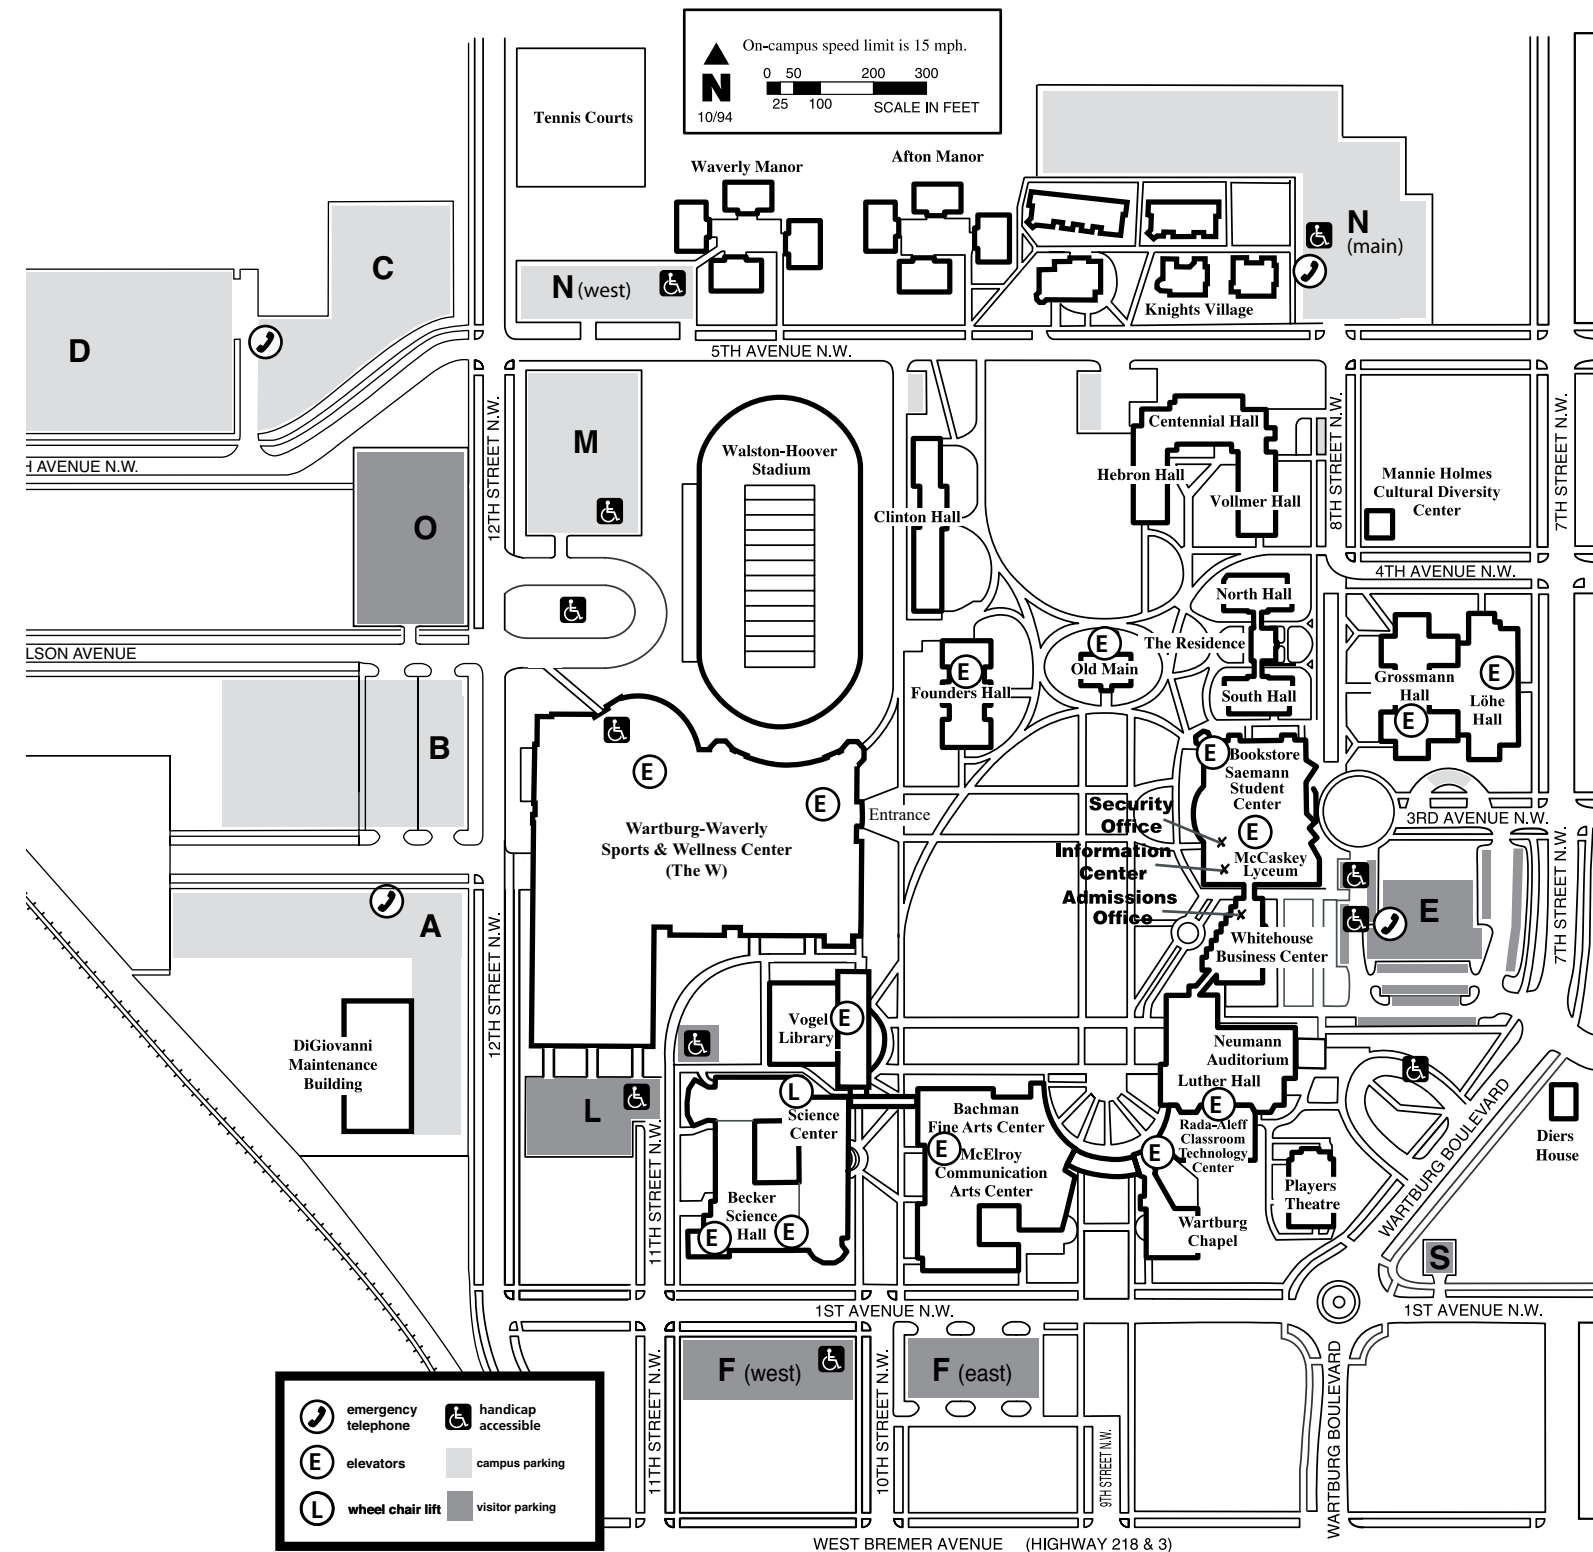 On-campus speed limit is 15 mph.
0 50 200 300
25 100 SCALE IN FEET
N
10/94
Tennis Courts
Waverly Manor
Afton Manor
N
(main)
C
N (west)
Knights Village
D
5TH AVENUE N.W.
12TH STREET N.W.
M
Walston-Hoover
Stadium
Centennial Hall
Hebron Hall
Vollmer Hall
8TH STREET N.W.
7TH STREET N.W.
Mannie Holmes
Cultural Diversity
Center
H AVENUE N.W.
O
Clinton Hall
4TH AVENUE N.W.
North Hall
The Residence
South Hall
E
Old Main
E
Founders Hall
Grossmann
Hall
E
E
Löhe
Hall
LSON AVENUE
B
E
E
Wartburg-Waverly
Sports & Wellness Center
(The W)
Entrance
E
Bookstore
Saemann
Student
Center
E
McCaskey
Lyceum
Security
Office
Information
Center
Admissions
Office
3RD AVENUE N.W.
7TH STREET N.W.
E
Whitehouse
Business Center
A
12TH STREET N.W.
DiGiovanni
Maintenance
Building
Vogel
Library
E
Neumann
Auditorium
Luther Hall
E
L
L
Science
Center
Bachman
Fine Arts Center
E
McElroy
Communication
Arts Center
Rada-Aleff
Classroom
Technology
Center
E
Players
Theatre
Diers
House
WARTBURG BOULEVARD
Becker
Science
Hall
E
E
11TH STREET N.W.
Wartburg
Chapel
S
1ST AVENUE N.W.
1ST AVENUE N.W.
F (west)
F (east)
11TH STREET N.W.
10TH STREET N.W.
9TH STREET N.W.
WARTBURG BOULEVARD
WEST BREMER AVENUE (HIGHWAY 218 & 3)
emergency
telephone
handicap
accessible
E
elevators
campus parking
L
wheel chair lift
visitor parking